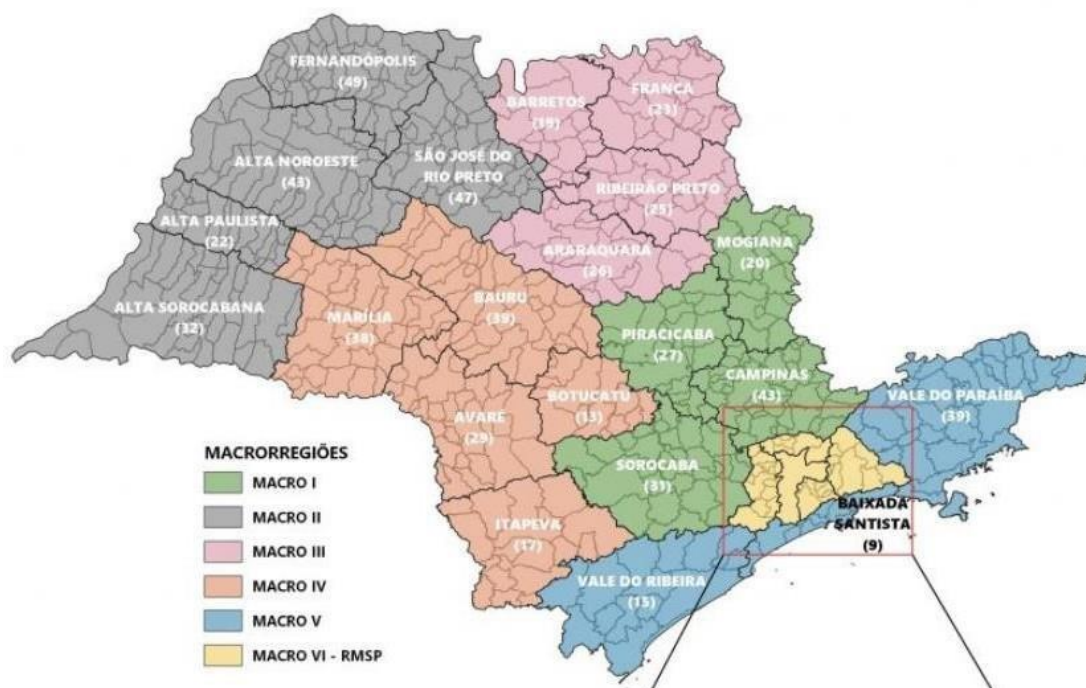 FERNANDÓPOLIS
(49)
BARRETOS
(19)
FRANCA
(23)
ALTA NOROESTE
(43)
SÃO JOSÉ DO
RIO PRETO
(47)
RIBEIRÃO PRETO
(25)
ALTA PAULISTA
(22)
ARARAQUARA
(26)
MOGIANA
(20)
ALTA SOROCABANA
(32)
MARÍLIA
(38)
BAURU
(39)
PIRACICABA
(27)
CAMPINAS
(43)
VALE DO PARAÍBA
(39)
AVARE
(29)
BOTUCATU
(13)
SOROCABA
(31)
BAIXADA
SANTISTA
(9)
ITAPEVA
(17)
VALE DO RIBEIRA
(15)
MACRORREGIÕES
MACRO I
MACRO II
MACRO III
MACRO IV
MACRO V
MACRO VI - RMSP